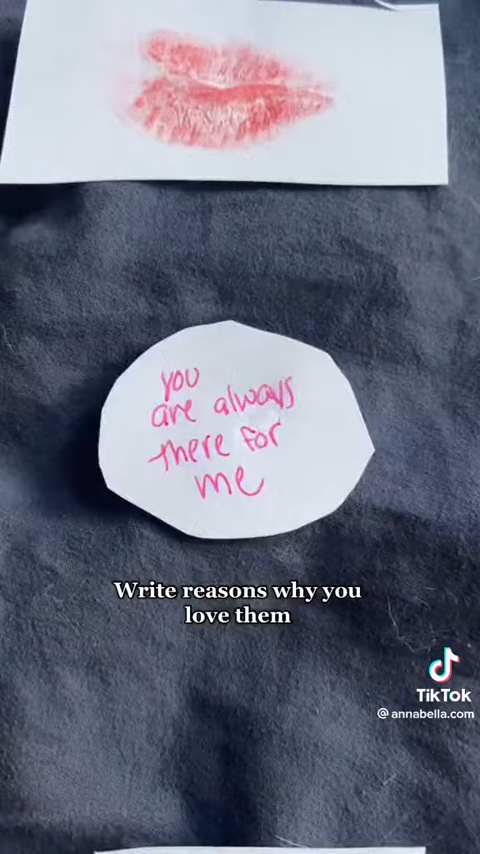 you
are always
there for
me
Write reasons why you
love them
TikTok
@annabella.com